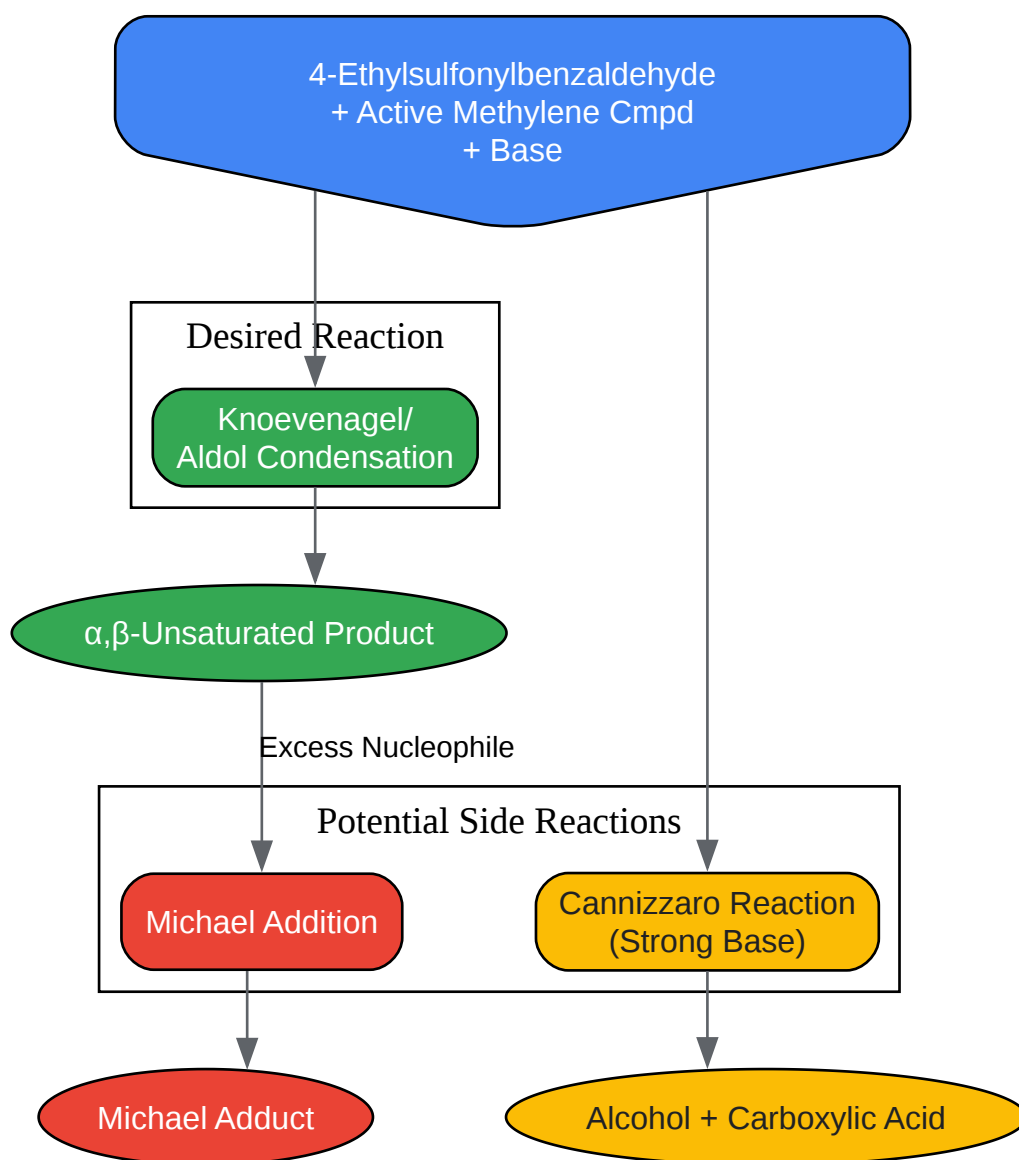 4-Ethylsulfonylbenzaldehyde
+ Active Methylene Cmpd
+ Base
Desired Reaction
Knoevenagel/
Aldol Condensation
α,β-Unsaturated Product
Excess Nucleophile
Potential Side Reactions
Michael Addition
Cannizzaro Reaction
(Strong Base)
Michael Adduct
Alcohol + Carboxylic Acid